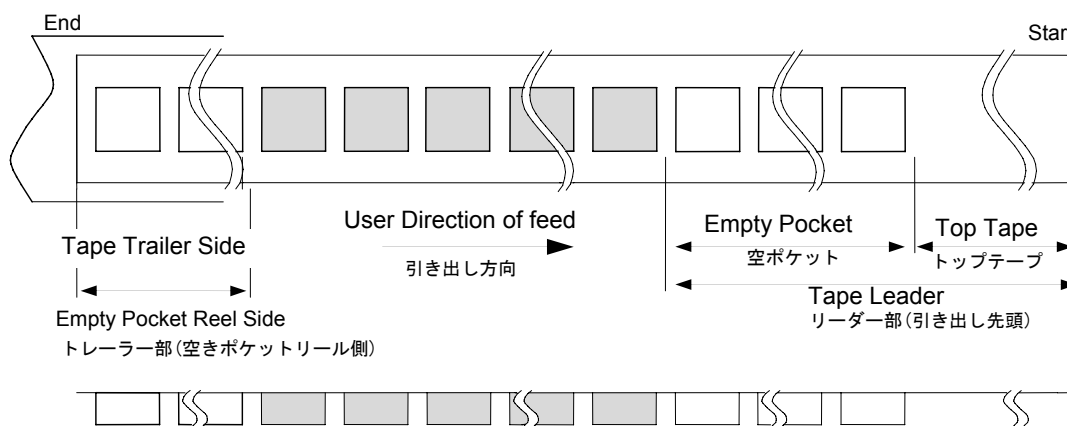 End
Star
User Direction of feed
引き出し方向
Empty Pocket
空ポケット
Top Tape
トップテープ
Tape Trailer Side
Tape Leader
リーダー部(引き出し先頭)
Empty Pocket Reel Side
トレーラー部(空きポケットリール側)